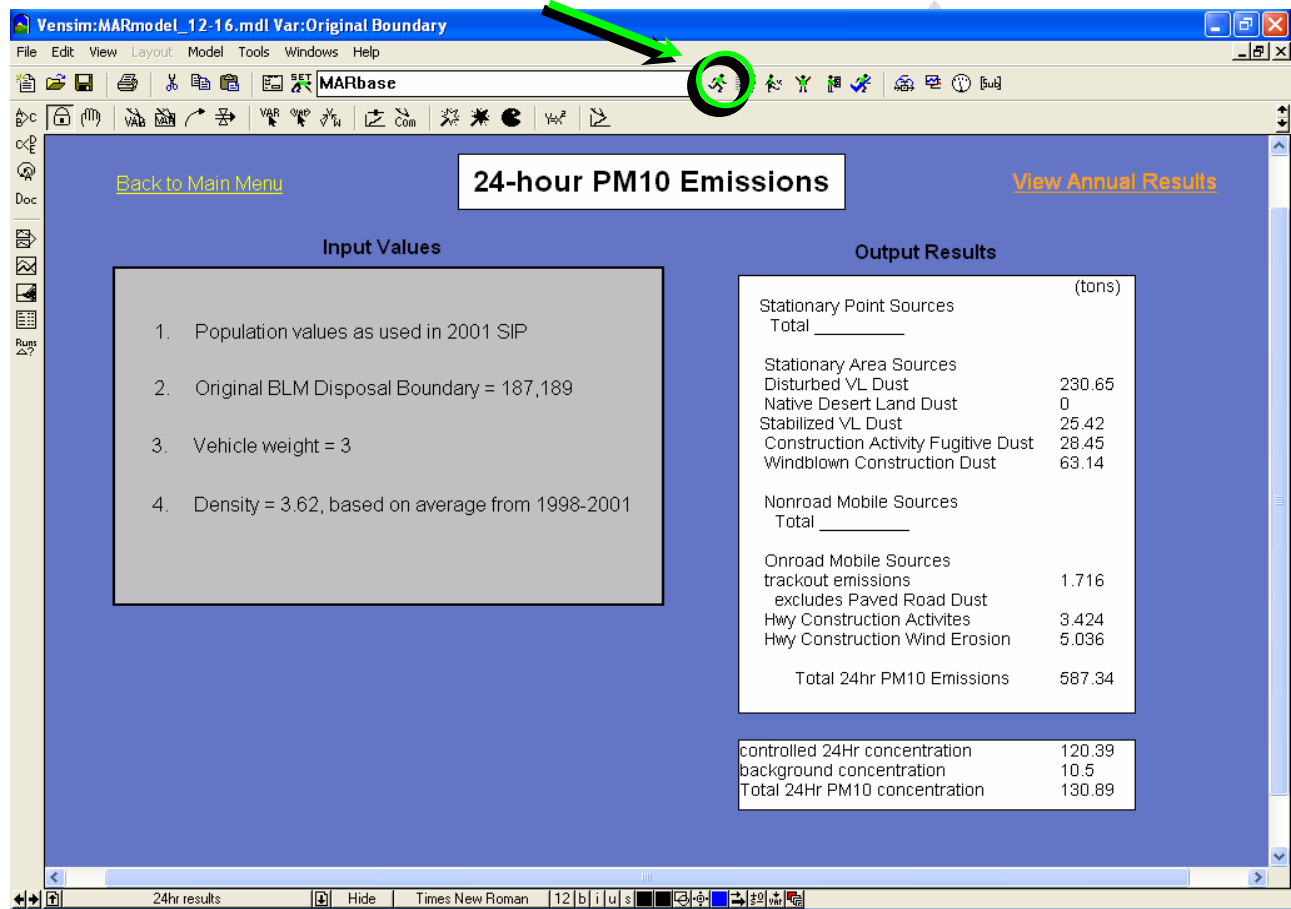 Vensim:MARmodel_12-16.mdl Var:Original Boundary
File Edit View Layout Model Tools Windows Help
SET MARbase
VAR
Com
Doc
Runs
Back to Main Menu
24-hour PM10 Emissions
View Annual Results
Input Values
1. Population values as used in 2001 SIP
2. Original BLM Disposal Boundary = 187,189
3. Vehicle weight = 3
4. Density = 3.62, based on average from 1998-2001
Output Results
(tons)
Stationary Point Sources
Total __________
Stationary Area Sources
Disturbed VL Dust 230.65
Native Desert Land Dust 0
Stabilized VL Dust 25.42
Construction Activity Fugitive Dust 28.45
Windblown Construction Dust 63.14
Nonroad Mobile Sources
Total __________
Onroad Mobile Sources
trackout emissions 1.716
excludes Paved Road Dust
Hwy Construction Activites 3.424
Hwy Construction Wind Erosion 5.036
Total 24hr PM10 Emissions 587.34
controlled 24Hr concentration 120.39
background concentration 10.5
Total 24Hr PM10 concentration 130.89
24hr results Hide Times New Roman 12 b i u s